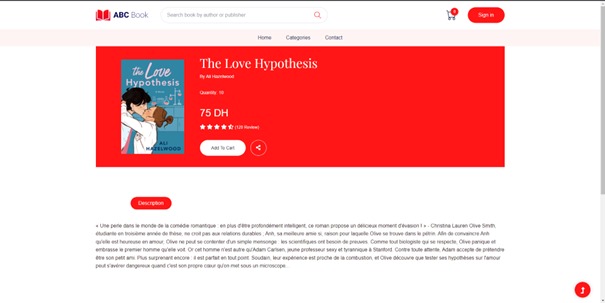 ABC Book
Search book by author or publisher
0
Sign in
Home Categories Contact
the Love
Hypothesis
ALI
HAZELWOOD
The Love Hypothesis
By Ali Hazelwood
Quantity: 10
75 DH
(120 Review)
Add To Cart
Description
« Une perle dans le monde de la comédie romantique : en plus d'être profondément intelligent, ce roman propose un délicieux moment d'évasion ! » - Christina Lauren Olive Smith,
étudiante en troisième année de thèse, ne croit pas aux relations durables ; Anh, sa meilleure amie si, raison pour laquelle Olive se trouve dans le pétrin. Afin de convaincre Anh
qu'elle est heureuse en amour, Olive ne peut se contenter d'un simple mensonge : les scientifiques ont besoin de preuves. Comme tout biologiste qui se respecte, Olive panique et
embrasse le premier homme qu'elle voit. Or cet homme n'est autre qu'Adam Carlsen, jeune professeur sexy et tyrannique à Stanford. Contre toute attente, Adam accepte de prétendre
être son petit ami. Plus surprenant encore : il est parfait en tout point. Soudain, leur expérience est proche de la combustion, et Olive découvre que tester ses hypothèses sur l'amour
peut s'avérer dangereux quand c'est son propre cœur qu'on met sous un microscope...